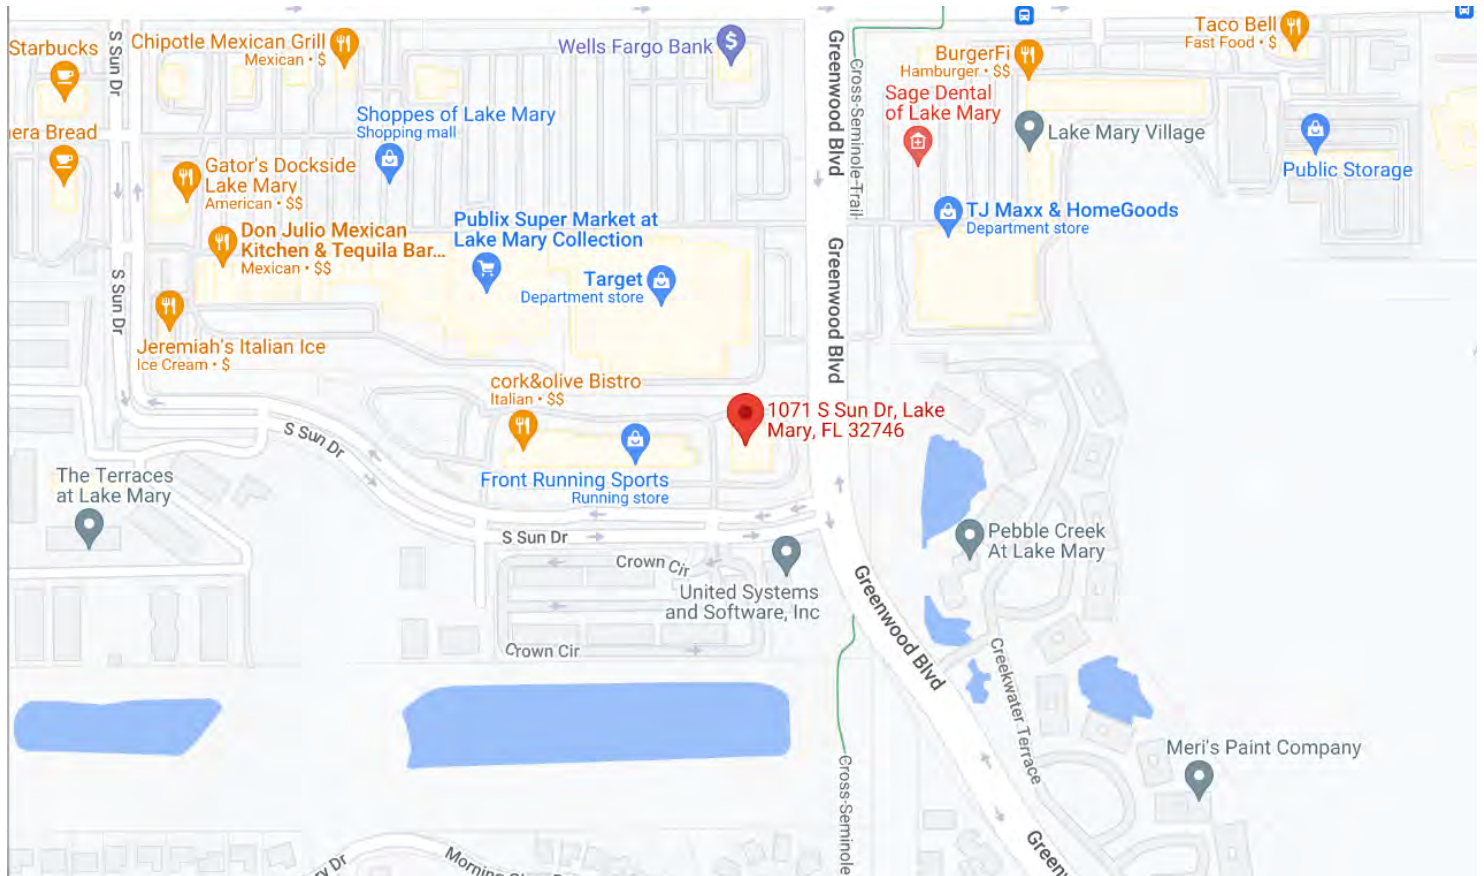 Starbucks
S Sun Dr
Chipotle Mexican Grill
Mexican • $
Wells Fargo Bank
$
Greenwood Blvd
Cross-Seminole-Trail
BurgerFi
Hamburger • $$
Taco Bell
Fast Food • $
Sage Dental
of Lake Mary
Shoppes of Lake Mary
Shopping mall
Lake Mary Village
era Bread
Gator's Dockside
Lake Mary
American • $$
Public Storage
Don Julio Mexican
Kitchen & Tequila Bar...
Mexican • $$
Publix Super Market at
Lake Mary Collection
TJ Maxx & HomeGoods
Department store
Target
Department store
S Sun Dr
Greenwood Blvd
Jeremiah's Italian Ice
Ice Cream • $
cork&olive Bistro
Italian • $$
1071 S Sun Dr, Lake
Mary, FL 32746
S Sun Dr
The Terraces
at Lake Mary
Front Running Sports
Running store
S Sun Dr
Pebble Creek
At Lake Mary
Crown Cir
United Systems
and Software, Inc
Greenwood Blvd
Crown Cir
Creekwater Terrace
Meri's Paint Company
Cross-Seminole
Green
ry Dr